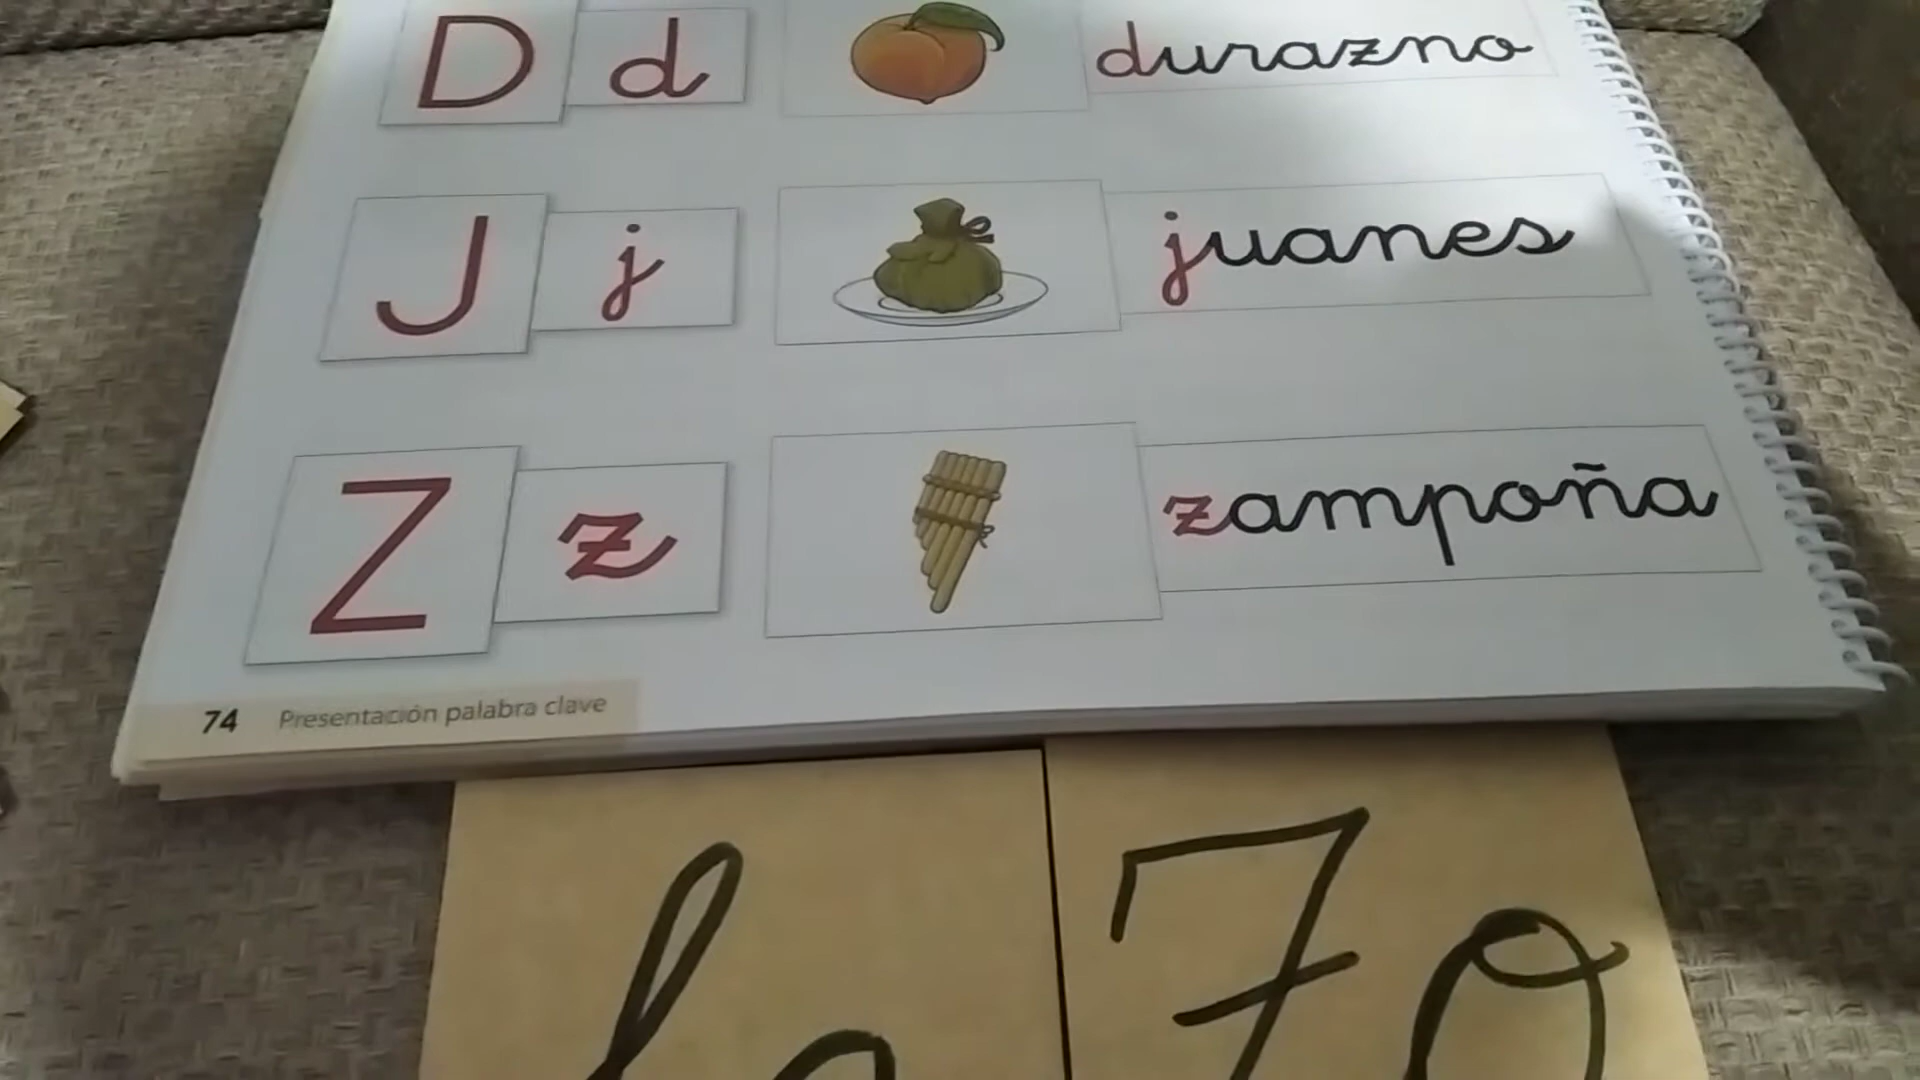 D d durazno
J j juanes
Z z zampoña
74 Presentación palabra clave